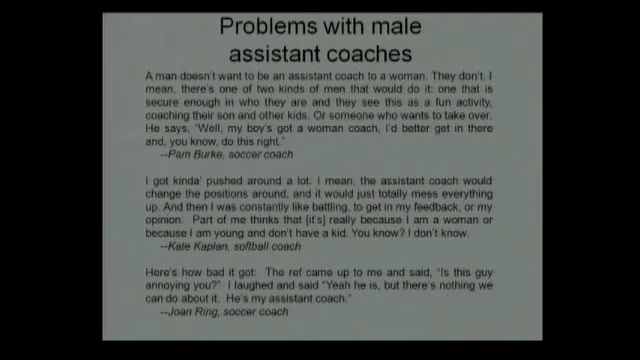 Problems with male
assistant coaches
A man doesn't want to be an assistant coach to a woman. They don't. I
mean, there's one of two kinds of men that would do it: one that is
secure enough in who they are and they see this as a fun activity,
coaching their son and other kids. Or someone who wants to take over.
He says, "Well, my boy's got a woman coach, I'd better get in there
and, you know, do this right."
--Pam Burke, soccer coach
I got kinda' pushed around a lot. I mean, the assistant coach would
change the positions around, and it would just totally mess everything
up. And then I was constantly like battling, to get in my feedback, or my
opinion. Part of me thinks that [it's] really because I am a woman or
because I am young and don't have a kid. You know? I don't know.
--Kate Kaplan, softball coach
Here's how bad it got: The ref came up to me and said, "Is this guy
annoying you?" I laughed and said "Yeah he is, but there's nothing we
can do about it. He's my assistant coach."
--Joan Ring, soccer coach